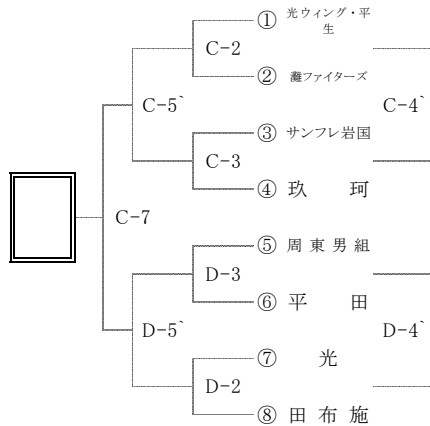 ① 光ウィング・平
生
C-2
② 灘ファイターズ
C-5`
C-4`
③ サンフレ岩国
C-3
④ 玖 珂
C-7
⑤ 周東男組
D-3
⑥ 平 田
D-5`
D-4`
⑦ 光
D-2
⑧ 田布施